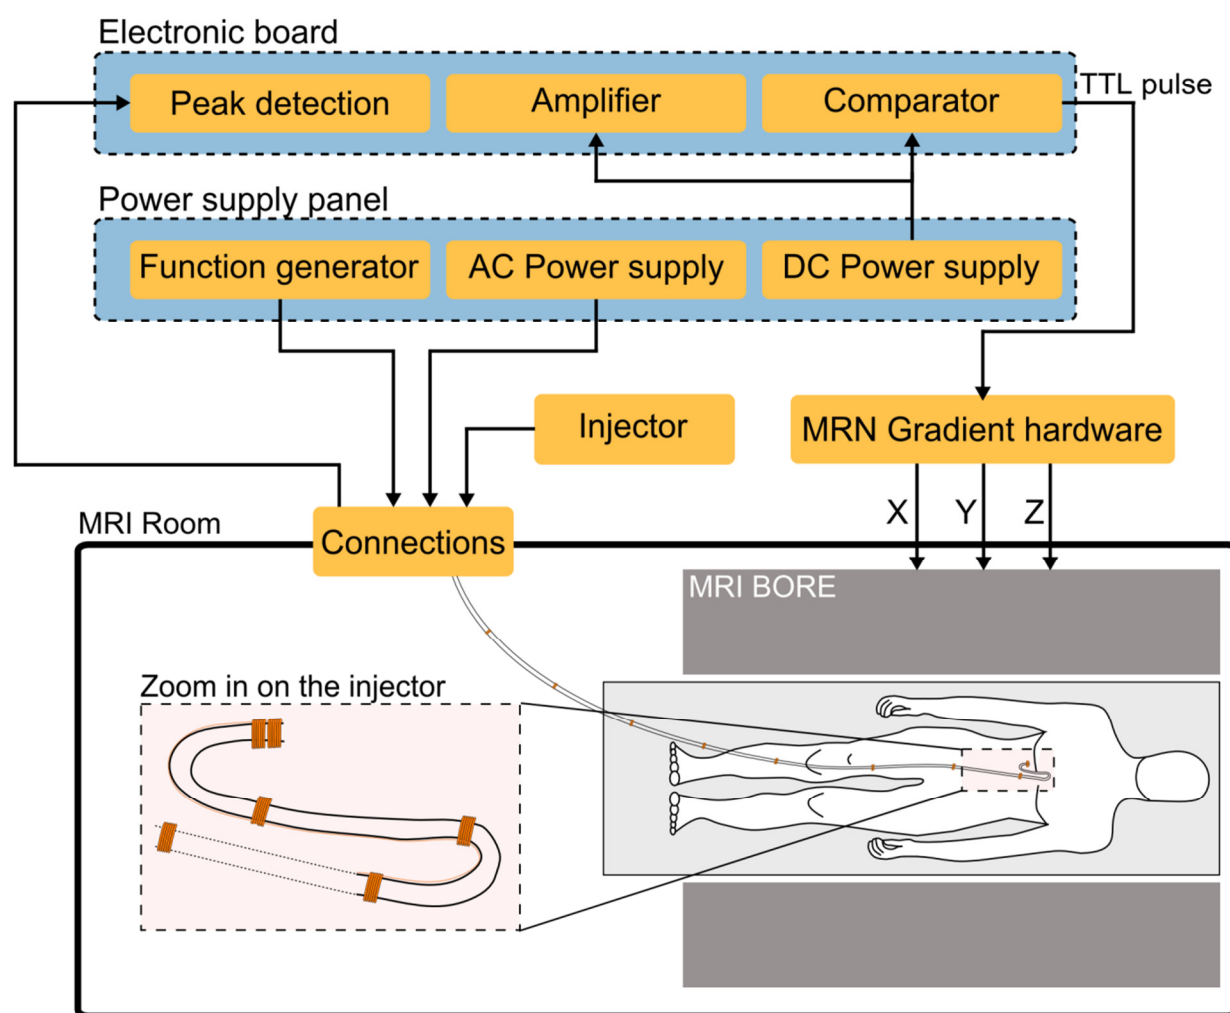 Electronic board
Peak detection
Amplifier
Comparator
TTL pulse
Power supply panel
Function generator
AC Power supply
DC Power supply
Injector
MRN Gradient hardware
X
Y
Z
MRI Room
Connections
MRI BORE
Zoom in on the injector